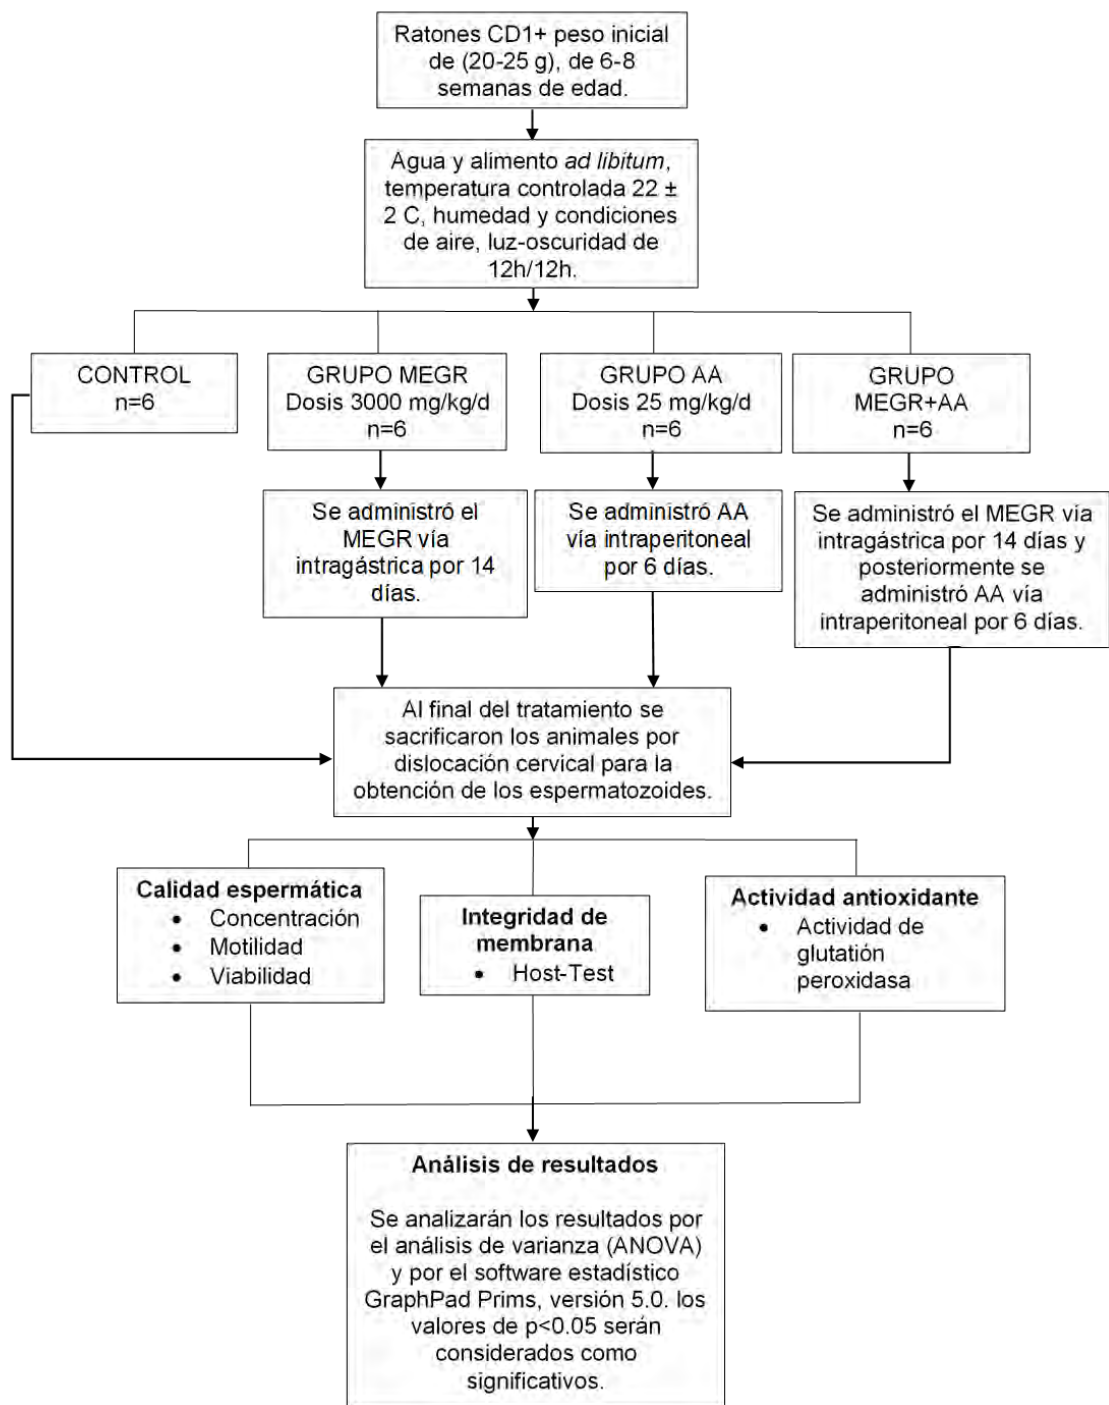 Ratones CD1+ peso inicial
de (20-25 g), de 6-8
semanas de edad.
Agua y alimento ad libitum,
temperatura controlada 22 ±
2 C, humedad y condiciones
de aire, luz-oscuridad de
12h/12h.
CONTROL
n=6
GRUPO MEGR
Dosis 3000 mg/kg/d
n=6
GRUPO AA
Dosis 25 mg/kg/d
n=6
GRUPO
MEGR+AA
n=6
Se administró el
MEGR vía
intragástrica por 14
días.
Se administró AA
vía intraperitoneal
por 6 días.
Se administró el MEGR vía
intragástrica por 14 días y
posteriormente se
administró AA vía
intraperitoneal por 6 días.
Al final del tratamiento se
sacrificaron los animales por
dislocación cervical para la
obtención de los espermatozoides.
Calidad espermática
• Concentración
• Motilidad
• Viabilidad
Integridad de
membrana
• Host-Test
Actividad antioxidante
• Actividad de
glutatión
peroxidasa
Análisis de resultados
Se analizarán los resultados por
el análisis de varianza (ANOVA)
y por el software estadístico
GraphPad Prims, versión 5.0. los
valores de p<0.05 serán
considerados como
significativos.